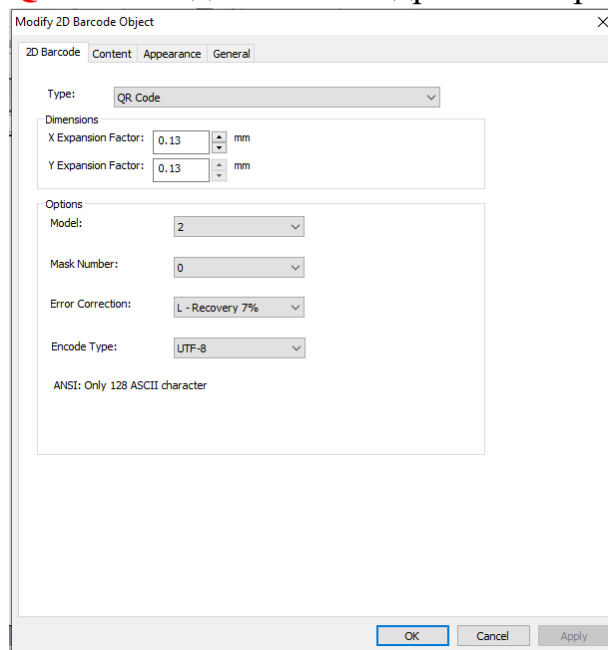 Modify 2D Barcode Object
2D Barcode Content Appearance General
Type: QR Code
Dimensions
X Expansion Factor: 0.13 mm
Y Expansion Factor: 0.13 mm
Options
Model: 2
Mask Number: 0
Error Correction: L - Recovery 7%
Encode Type: UTF-8
ANSI: Only 128 ASCII character
OK Cancel Apply